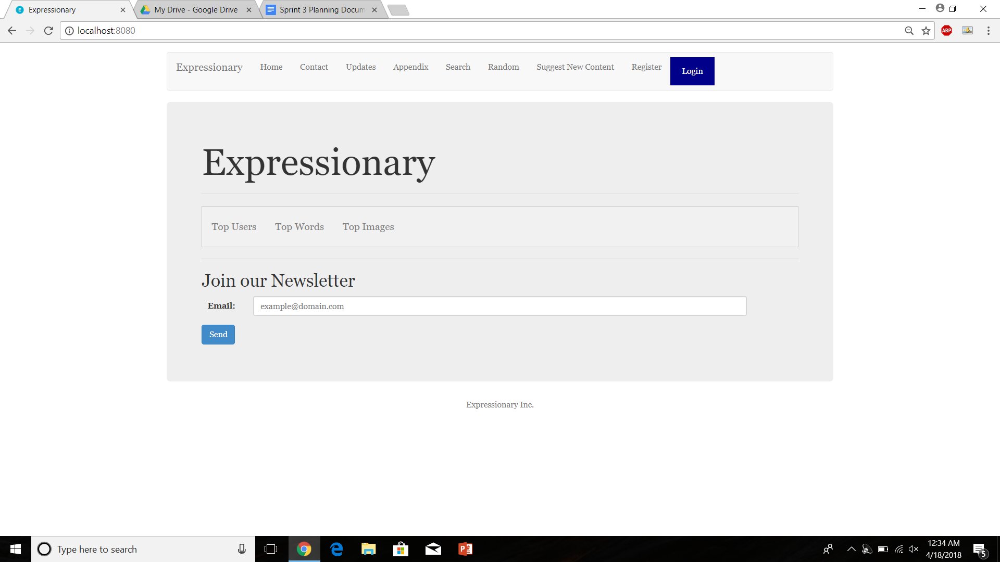 Expressionary My Drive - Google Drive Sprint 3 Planning Docum
localhost:8080 ABP
Expressionary Home Contact Updates Appendix Search Random Suggest New Content Register Login
Expressionary
Top Users Top Words Top Images
Join our Newsletter
Email: example@domain.com
Send
Expressionary Inc.
Type here to search
12:34 AM
4/18/2018
5